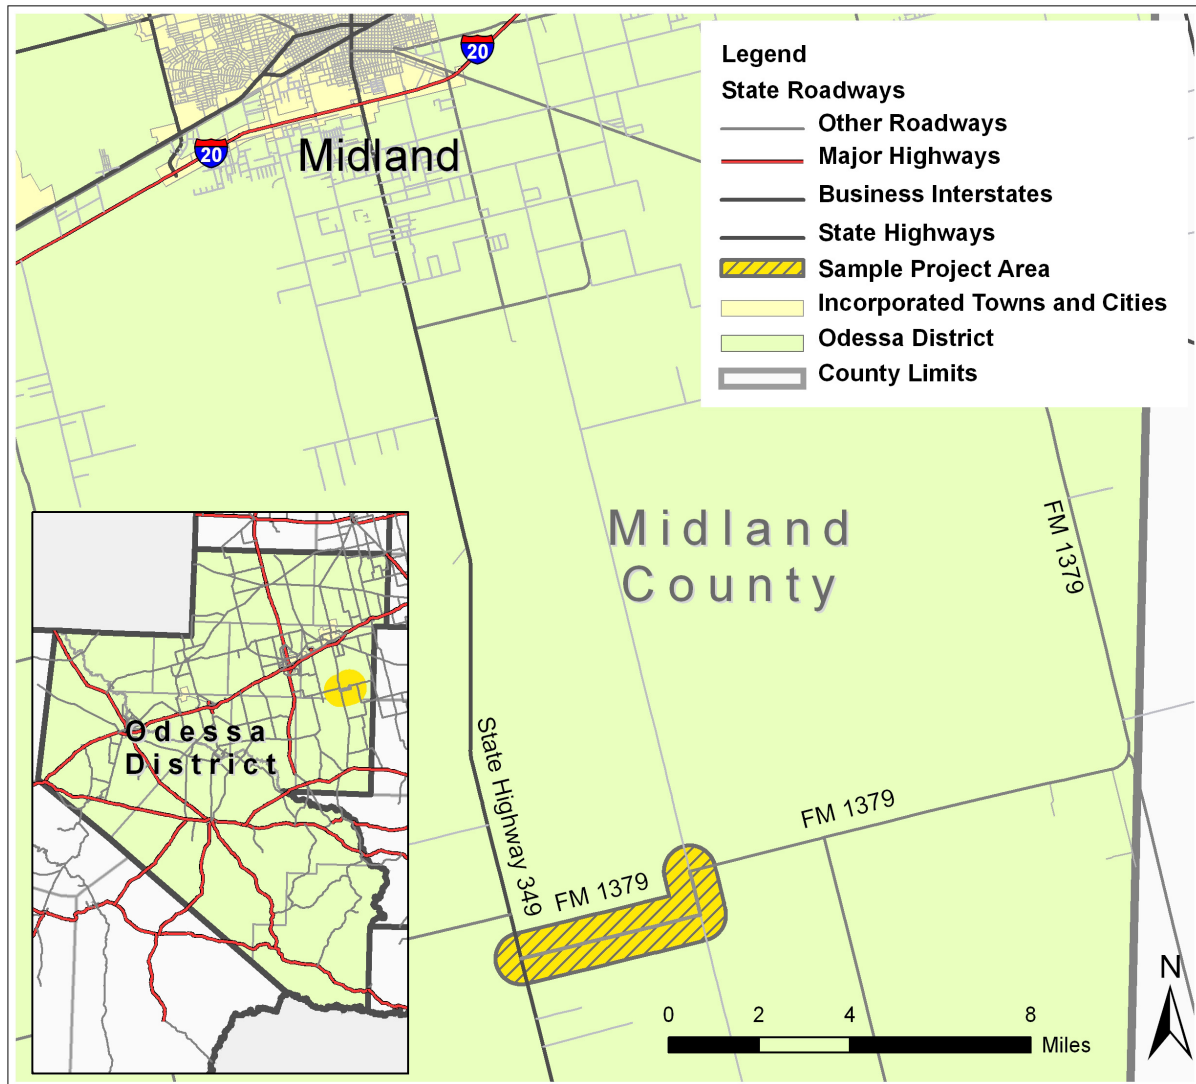 20
20
Midland
Legend
State Roadways
Other Roadways
Major Highways
Business Interstates
State Highways
Sample Project Area
Incorporated Towns and Cities
Odessa District
County Limits
Midland
County
FM 1379
Odessa
District
State Highway 349
FM 1379
FM 1379
N
0 2 4 8
Miles